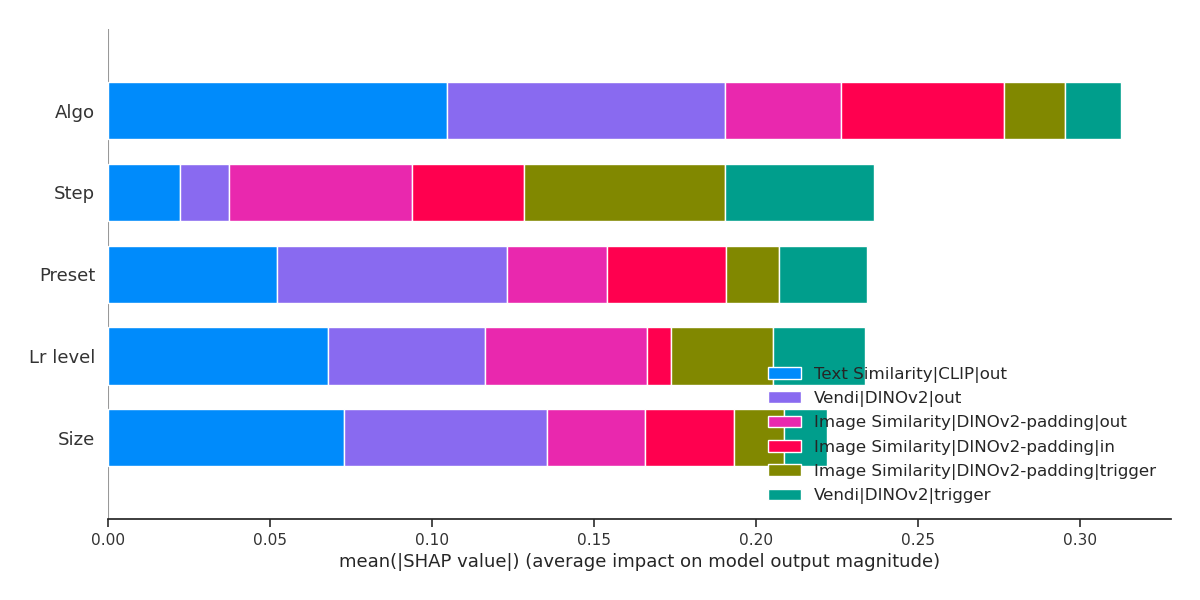 Algo
Step
Preset
Lr level
Size
Text Similarity|CLIP|out
Vendi|DINOv2|out
Image Similarity|DINOv2-padding|out
Image Similarity|DINOv2-padding|in
Image Similarity|DINOv2-padding|trigger
Vendi|DINOv2|trigger
0.00 0.05 0.10 0.15 0.20 0.25 0.30
mean(|SHAP value|) (average impact on model output magnitude)